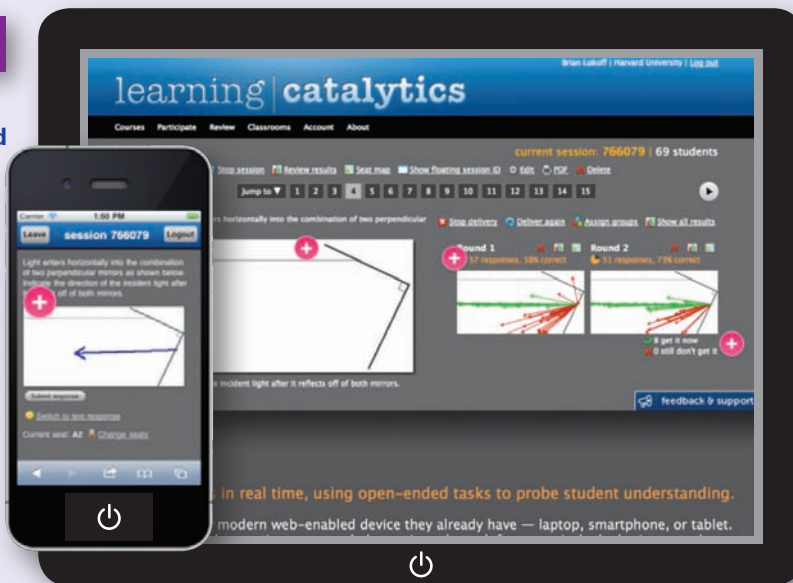 d
Brian Lukoff | Harvard University | Log out
learning | catalytics
Courses Participate Review Classrooms Account About
current session: 766079 | 69 students
Stop session Review results Seat map Show floating session ID Edit PDF Delete
Jump to ▼ 1 2 3 4 5 6 7 8 9 10 11 12 13 14 15
rs horizontally into the combination of two perpendicular
Stop delivery Deliver again Assign groups Show all results
Round 1
57 responses, 58% correct
Round 2
51 responses, 73% correct
8 get it now
0 still don't get it
e incident light after it reflects off of both mirrors.
feedback & support
s in real time, using open-ended tasks to probe student understanding.
modern web-enabled device they already have — laptop, smartphone, or tablet.
Carrier 1:50 PM
Leave session 766079 Logout
Light enters horizontally into the combination
of two perpendicular mirrors as shown below.
Indicate the direction of the incident light after
off of both mirrors.
Submit response
Switch to text response
Current seat: A2 Change seats